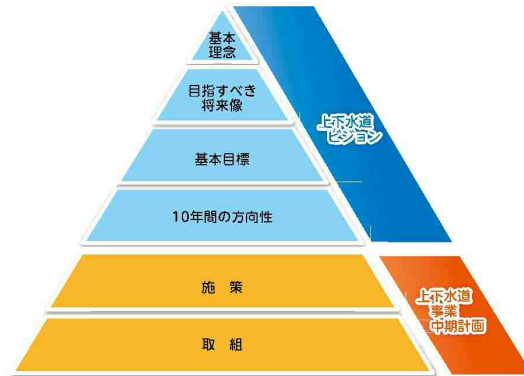 基本
理念
目指すべき
将来像
基本目標
10年間の方向性
上下水道
ビジョン
施 策
取 組
上下水道
事業
中期計画